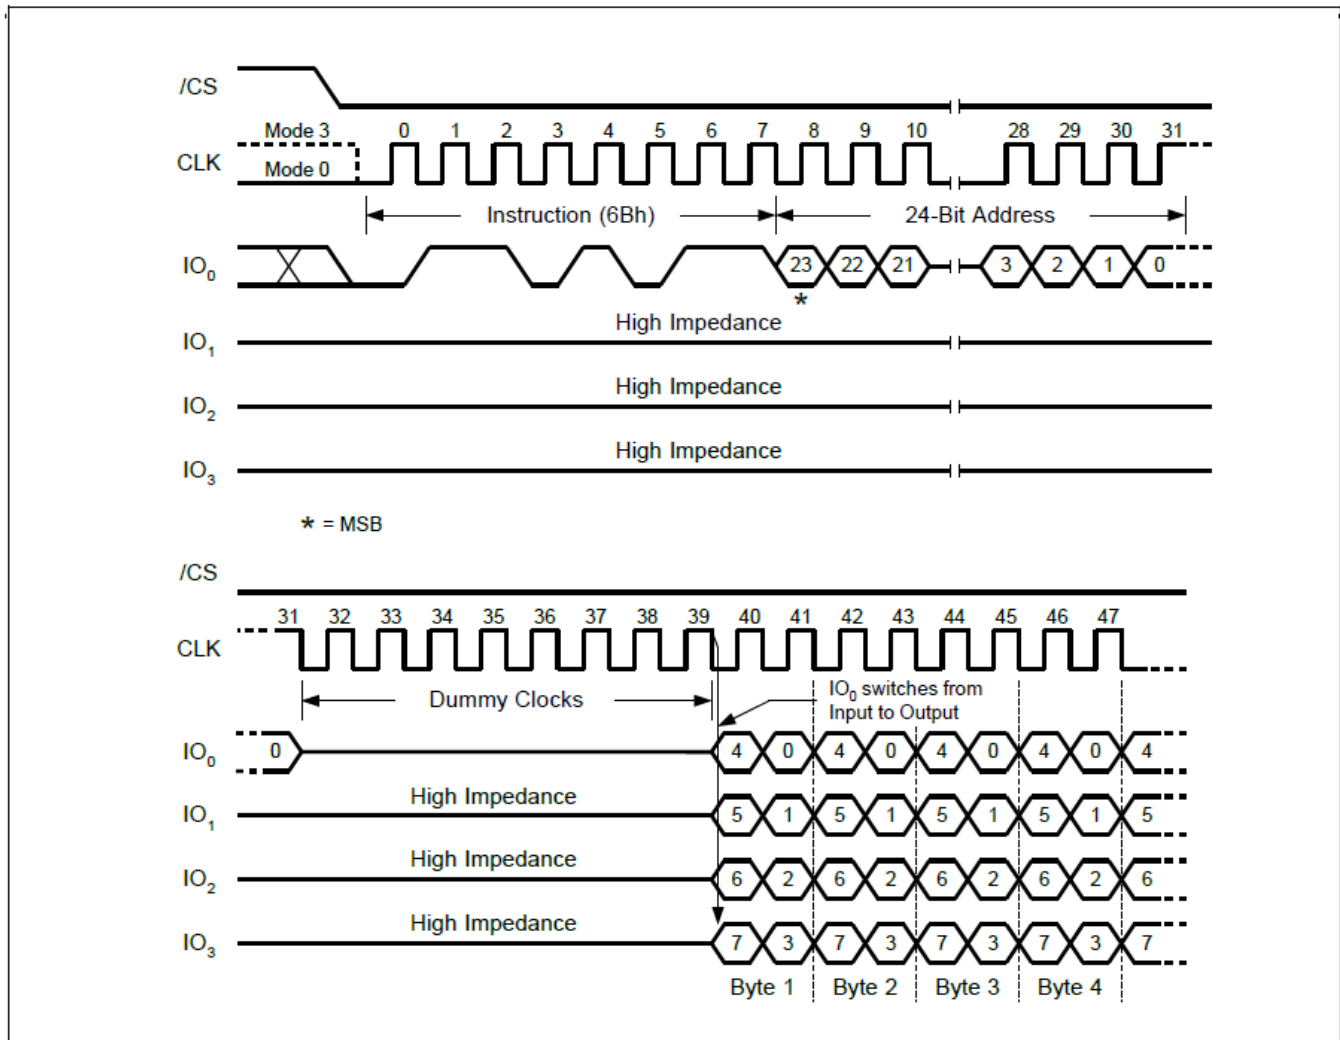 /CS
Mode 3 0 1 2 3 4 5 6 7 8 9 10 28 29 30 31
CLK
Mode 0
Instruction (6Bh) 24-Bit Address
IO0 23 22 21 3 2 1 0
*
High Impedance
IO1
High Impedance
IO2
High Impedance
IO3
* = MSB
/CS
31 32 33 34 35 36 37 38 39 40 41 42 43 44 45 46 47
CLK
Dummy Clocks
IO0 switches from
Input to Output
IO0 0 4 0 4 0 4 0 4 0 4
High Impedance
IO1 5 1 5 1 5 1 5 1 5
High Impedance
IO2 6 2 6 2 6 2 6 2 6
High Impedance
IO3 7 3 7 3 7 3 7 3 7
Byte 1 Byte 2 Byte 3 Byte 4